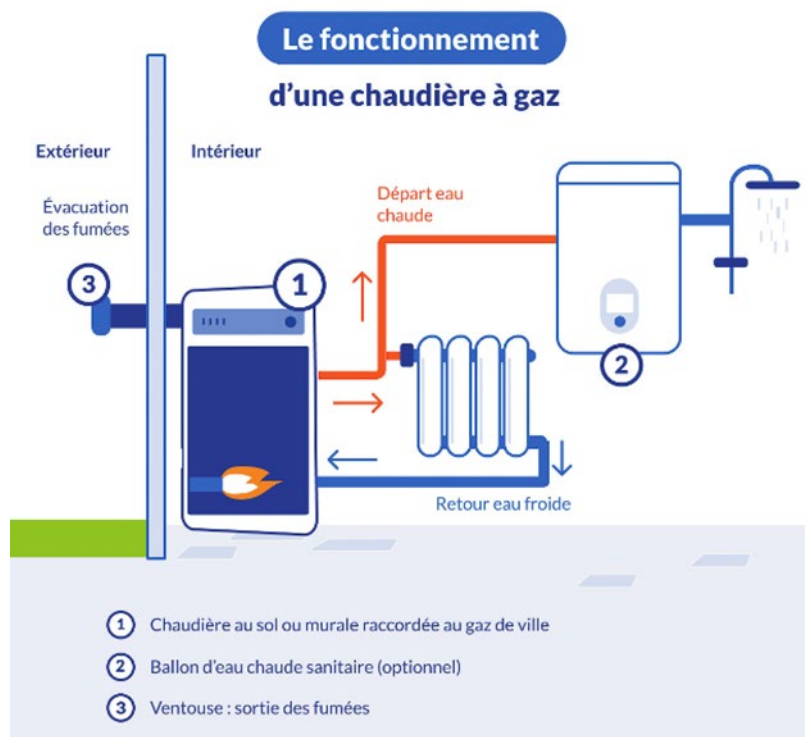 Le fonctionnement
d’une chaudière à gaz
Extérieur
Intérieur
Évacuation
des fumées
Départ eau
chaude
3
1
2
Retour eau froide
1 Chaudière au sol ou murale raccordée au gaz de ville
2 Ballon d’eau chaude sanitaire (optionnel)
3 Ventouse : sortie des fumées